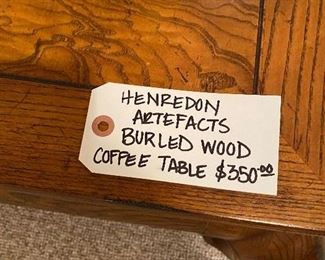 HENREDON
ARTEFACTS
BURLED WOOD
COFFEE TABLE $350.00